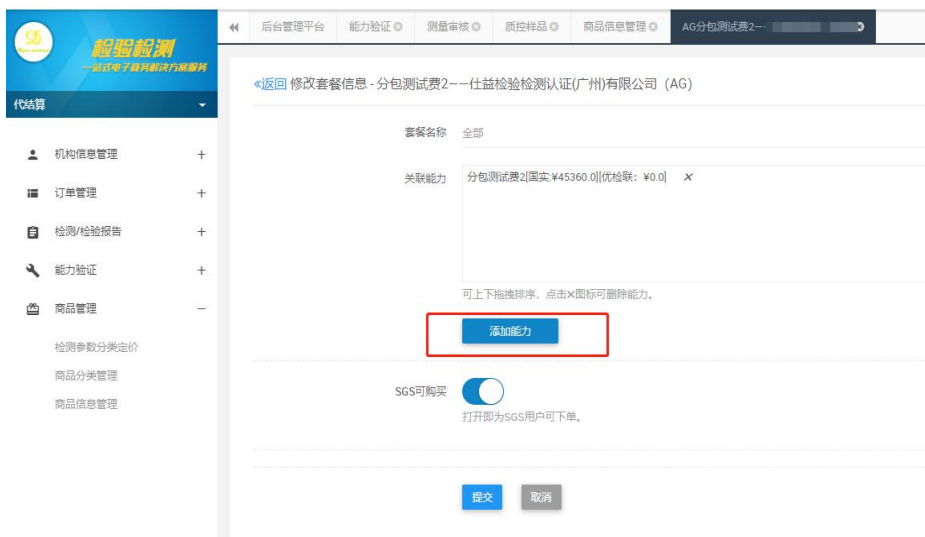 后台管理平台 能力验证 测量审核 质控样品 商品信息管理 AG分包测试费2--
检验检测
一站式电子商务解决方案服务
«返回 修改套餐信息 - 分包测试费2——仕益检验检测认证(广州)有限公司（AG）
代结算
套餐名称 全部
机构信息管理
关联能力 分包测试费2[国实:¥45360.0][优检联：¥0.0] ×
订单管理
检测/检验报告
能力验证
可上下拖拽排序，点击×图标可删除能力。
商品管理
添加能力
检测参数分类定价
商品分类管理
SGS可购买
商品信息管理
打开即为SGS用户可下单。
提交 取消